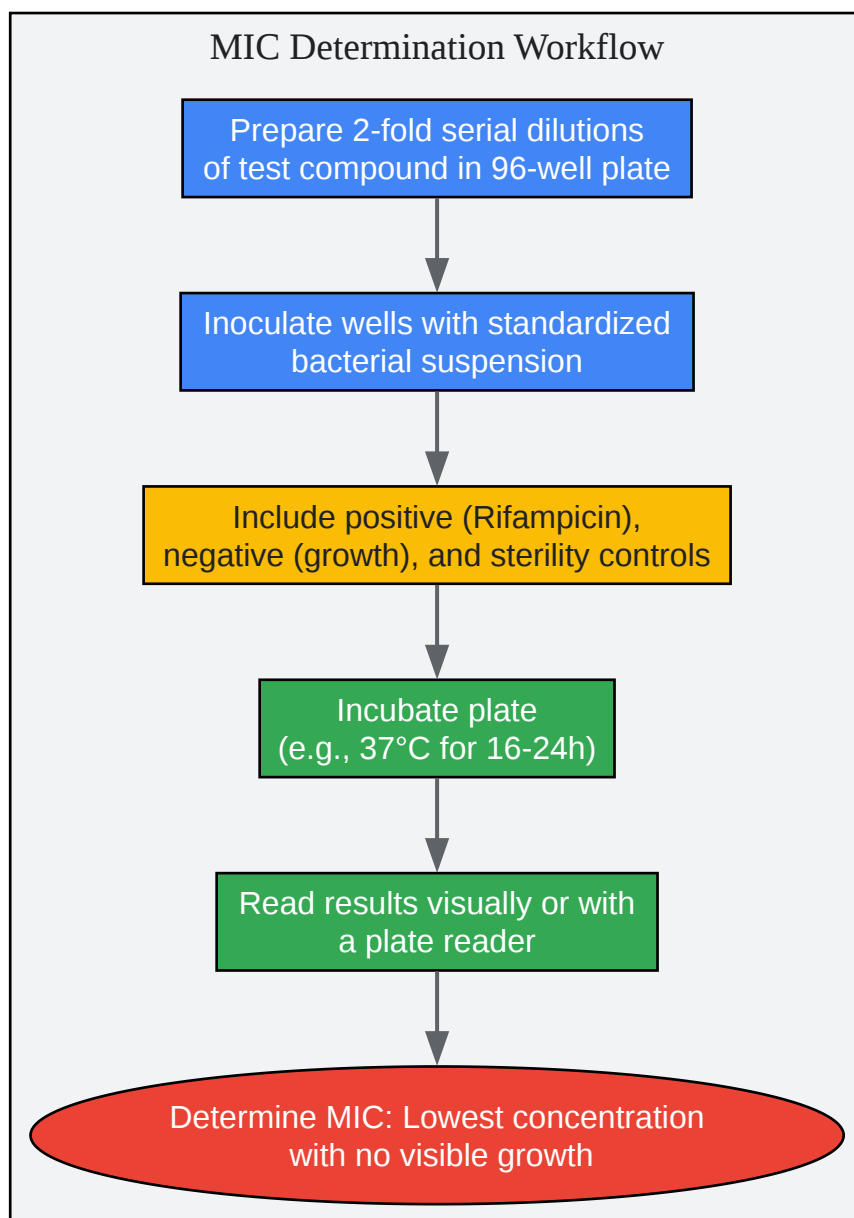 MIC Determination Workflow
Prepare 2-fold serial dilutions
of test compound in 96-well plate
Inoculate wells with standardized
bacterial suspension
Include positive (Rifampicin),
negative (growth), and sterility controls
Incubate plate
(e.g., 37°C for 16-24h)
Read results visually or with
a plate reader
Determine MIC: Lowest concentration
with no visible growth